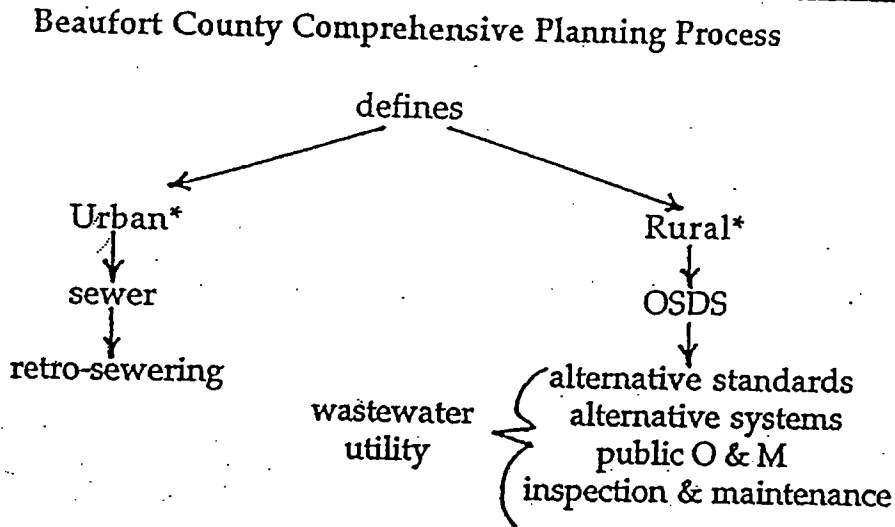 Beaufort County Comprehensive Planning Process
defines
Urban*
sewer
retro-sewering
Rural*
OSDS
wastewater
utility
alternative standards
alternative systems
public O & M
inspection & maintenance